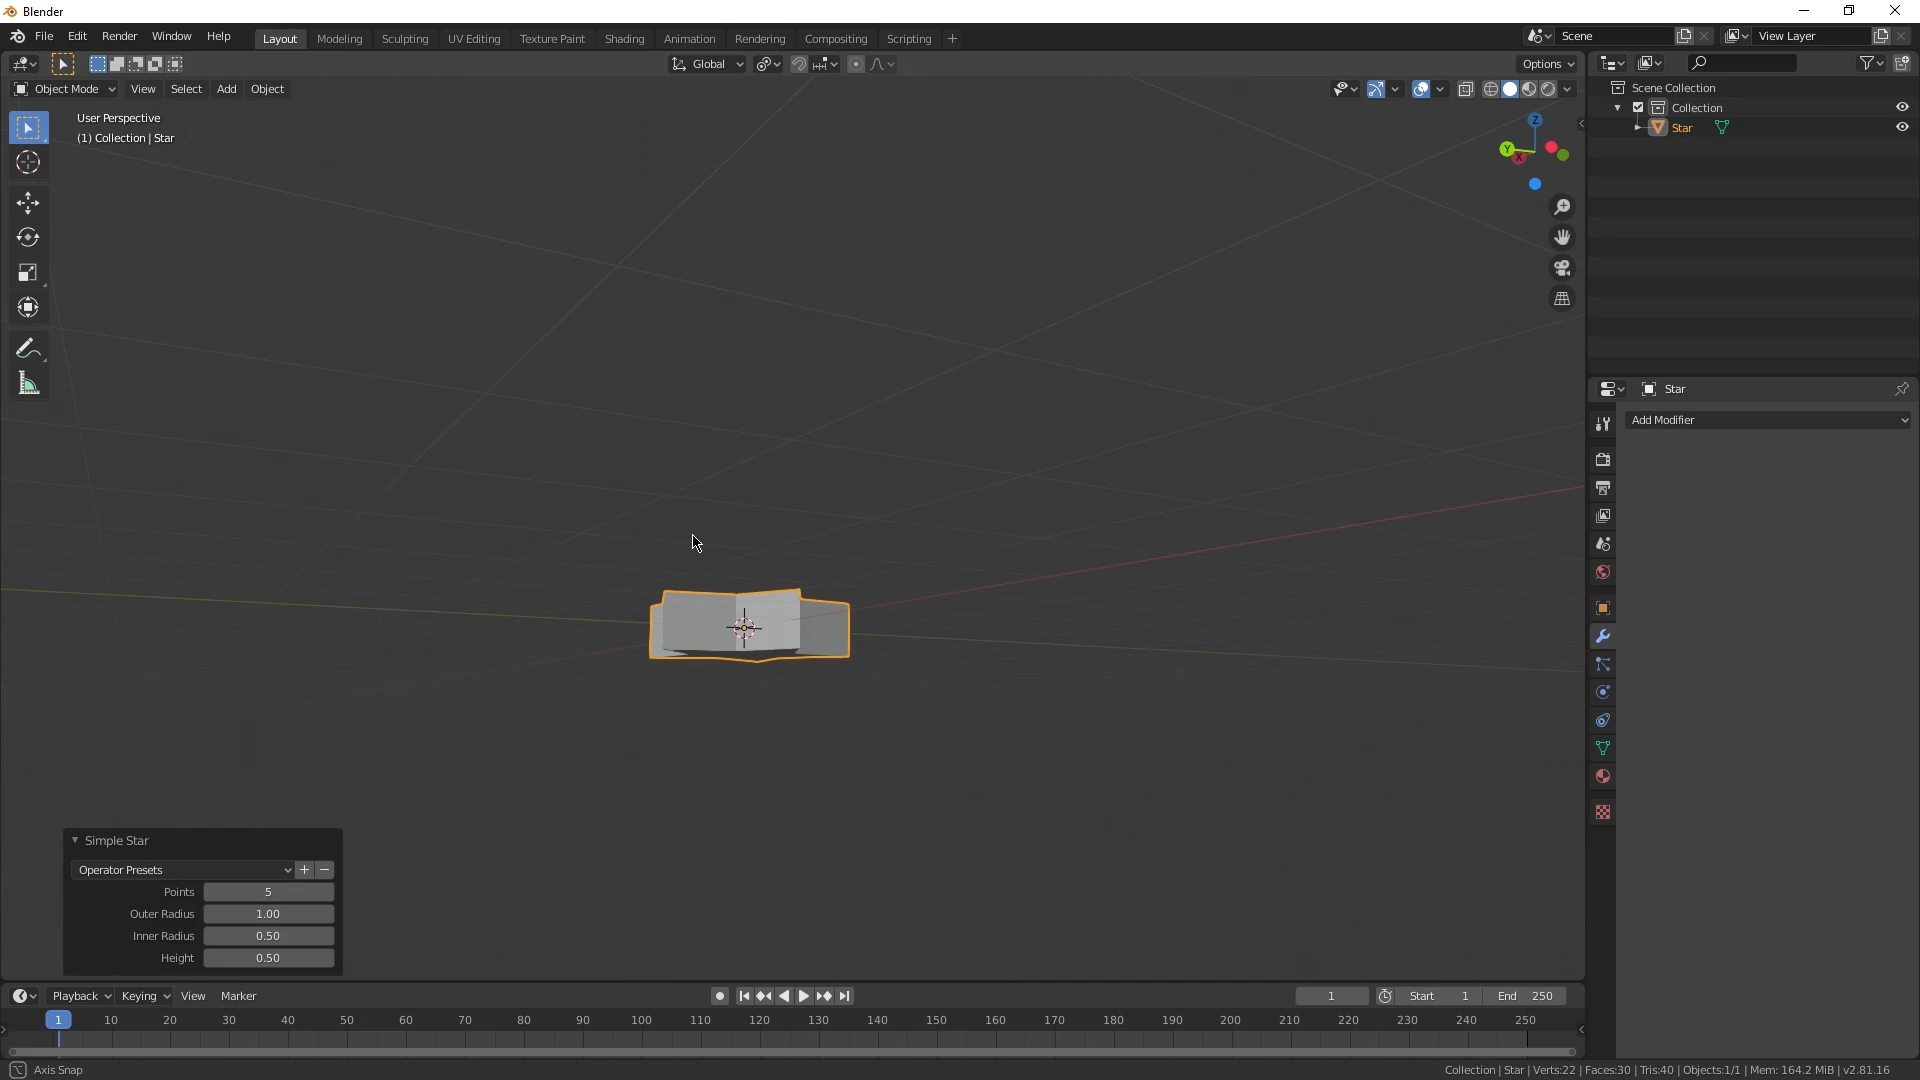 Blender
File Edit Render Window Help
Layout Modeling Sculpting UV Editing Texture Paint Shading Animation Rendering Compositing Scripting +
Scene
View Layer
Global
Options
Object Mode View Select Add Object
User Perspective
(1) Collection | Star
Z
Y
X
Scene Collection
Collection
Star
Star
Add Modifier
Simple Star
Operator Presets
Points 5
Outer Radius 1.00
Inner Radius 0.50
Height 0.50
Playback Keying View Marker
1 Start 1 End 250
1 10 20 30 40 50 60 70 80 90 100 110 120 130 140 150 160 170 180 190 200 210 220 230 240 250
Axis Snap
Collection | Star | Verts:22 | Faces:30 | Tris:40 | Objects:1/1 | Mem: 164.2 MiB | v2.81.16